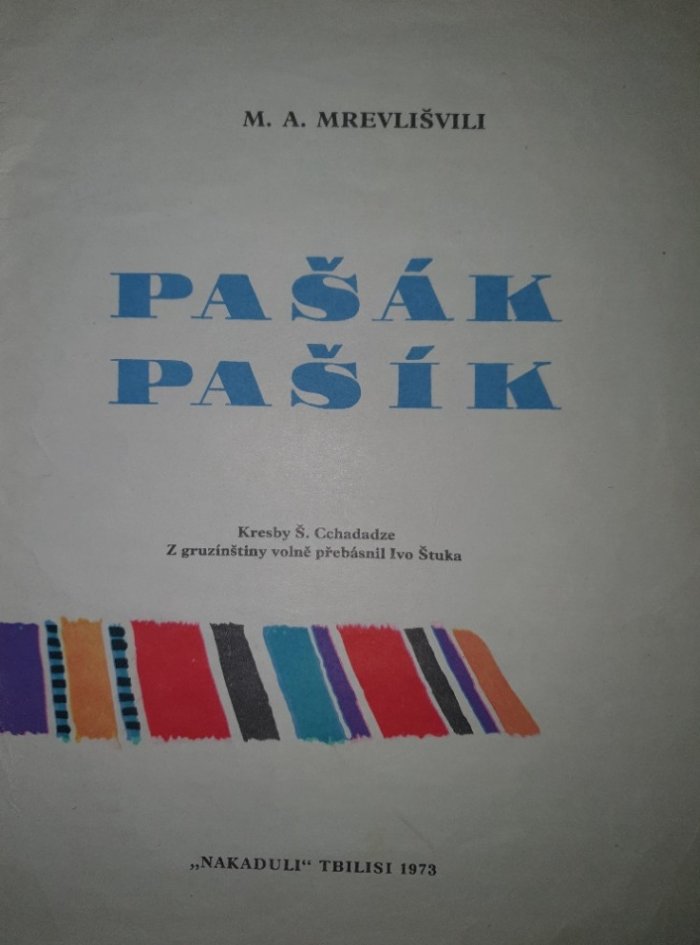 M. A. MREVLIŠVILI
PAŠÁK
PAŠÍK
Kresby Š. Cchadadze
Z gruzínštiny volně přebásnil Ivo Štuka
„NAKADULI“ TBILISI 1973